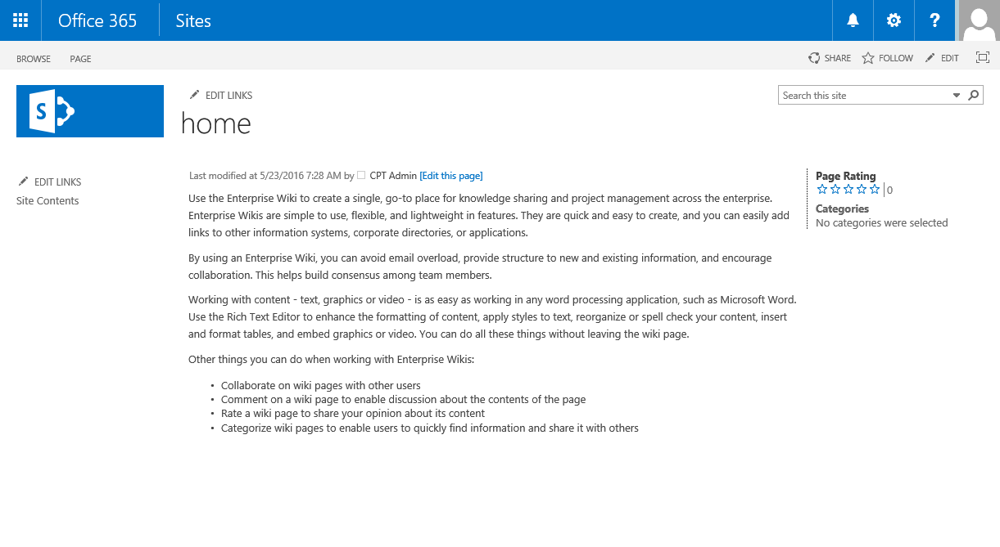 Office 365 Sites ?
BROWSE PAGE SHARE FOLLOW EDIT
S
EDIT LINKS
Search this site
home
EDIT LINKS
Site Contents
Last modified at 5/23/2016 7:28 AM by CPT Admin [Edit this page]
Use the Enterprise Wiki to create a single, go-to place for knowledge sharing and project management across the enterprise.
Enterprise Wikis are simple to use, flexible, and lightweight in features. They are quick and easy to create, and you can easily add
links to other information systems, corporate directories, or applications.
By using an Enterprise Wiki, you can avoid email overload, provide structure to new and existing information, and encourage
collaboration. This helps build consensus among team members.
Working with content - text, graphics or video - is as easy as working in any word processing application, such as Microsoft Word.
Use the Rich Text Editor to enhance the formatting of content, apply styles to text, reorganize or spell check your content, insert
and format tables, and embed graphics or video. You can do all these things without leaving the wiki page.
Other things you can do when working with Enterprise Wikis:
• Collaborate on wiki pages with other users
• Comment on a wiki page to enable discussion about the contents of the page
• Rate a wiki page to share your opinion about its content
• Categorize wiki pages to enable users to quickly find information and share it with others
Page Rating
0
Categories
No categories were selected